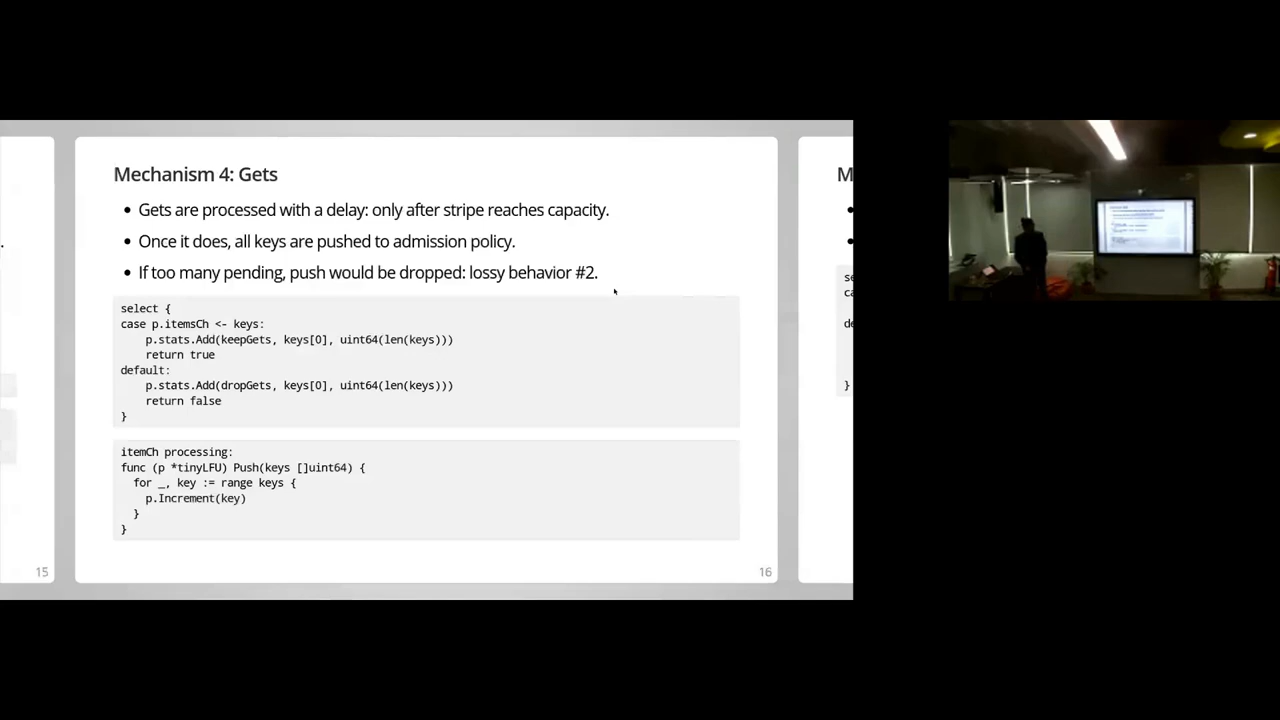 Mechanism 4: Gets
• Gets are processed with a delay: only after stripe reaches capacity.
• Once it does, all keys are pushed to admission policy.
• If too many pending, push would be dropped: lossy behavior #2.
select {
case p.itemsCh <- keys:
    p.stats.Add(keepGets, keys[0], uint64(len(keys)))
    return true
default:
    p.stats.Add(dropGets, keys[0], uint64(len(keys)))
    return false
}
itemCh processing:
func (p *tinyLFU) Push(keys []uint64) {
  for _, key := range keys {
    p.Increment(key)
  }
}
15
16
M
se
ca
de
}